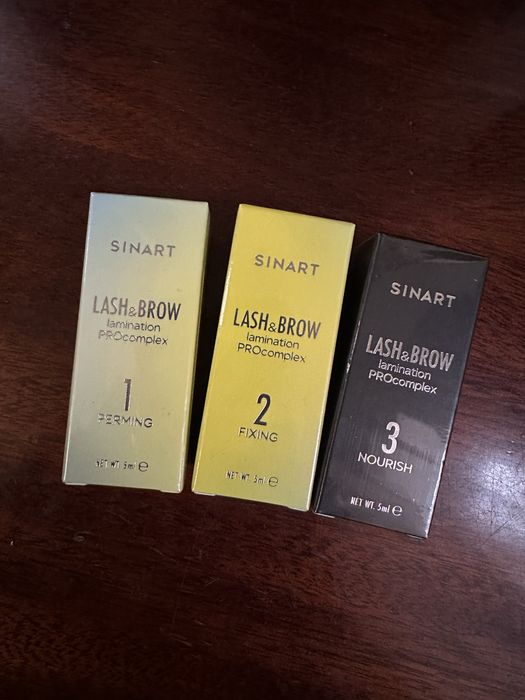 SINART
LASH&BROW
lamination
PROcomplex
1
PERMING
NET WT. 5ml e
SINART
LASH&BROW
lamination
PROcomplex
2
FIXING
NET WT. 5ml e
SINART
LASH&BROW
lamination
PROcomplex
3
NOURISH
NET WT. 5ml e